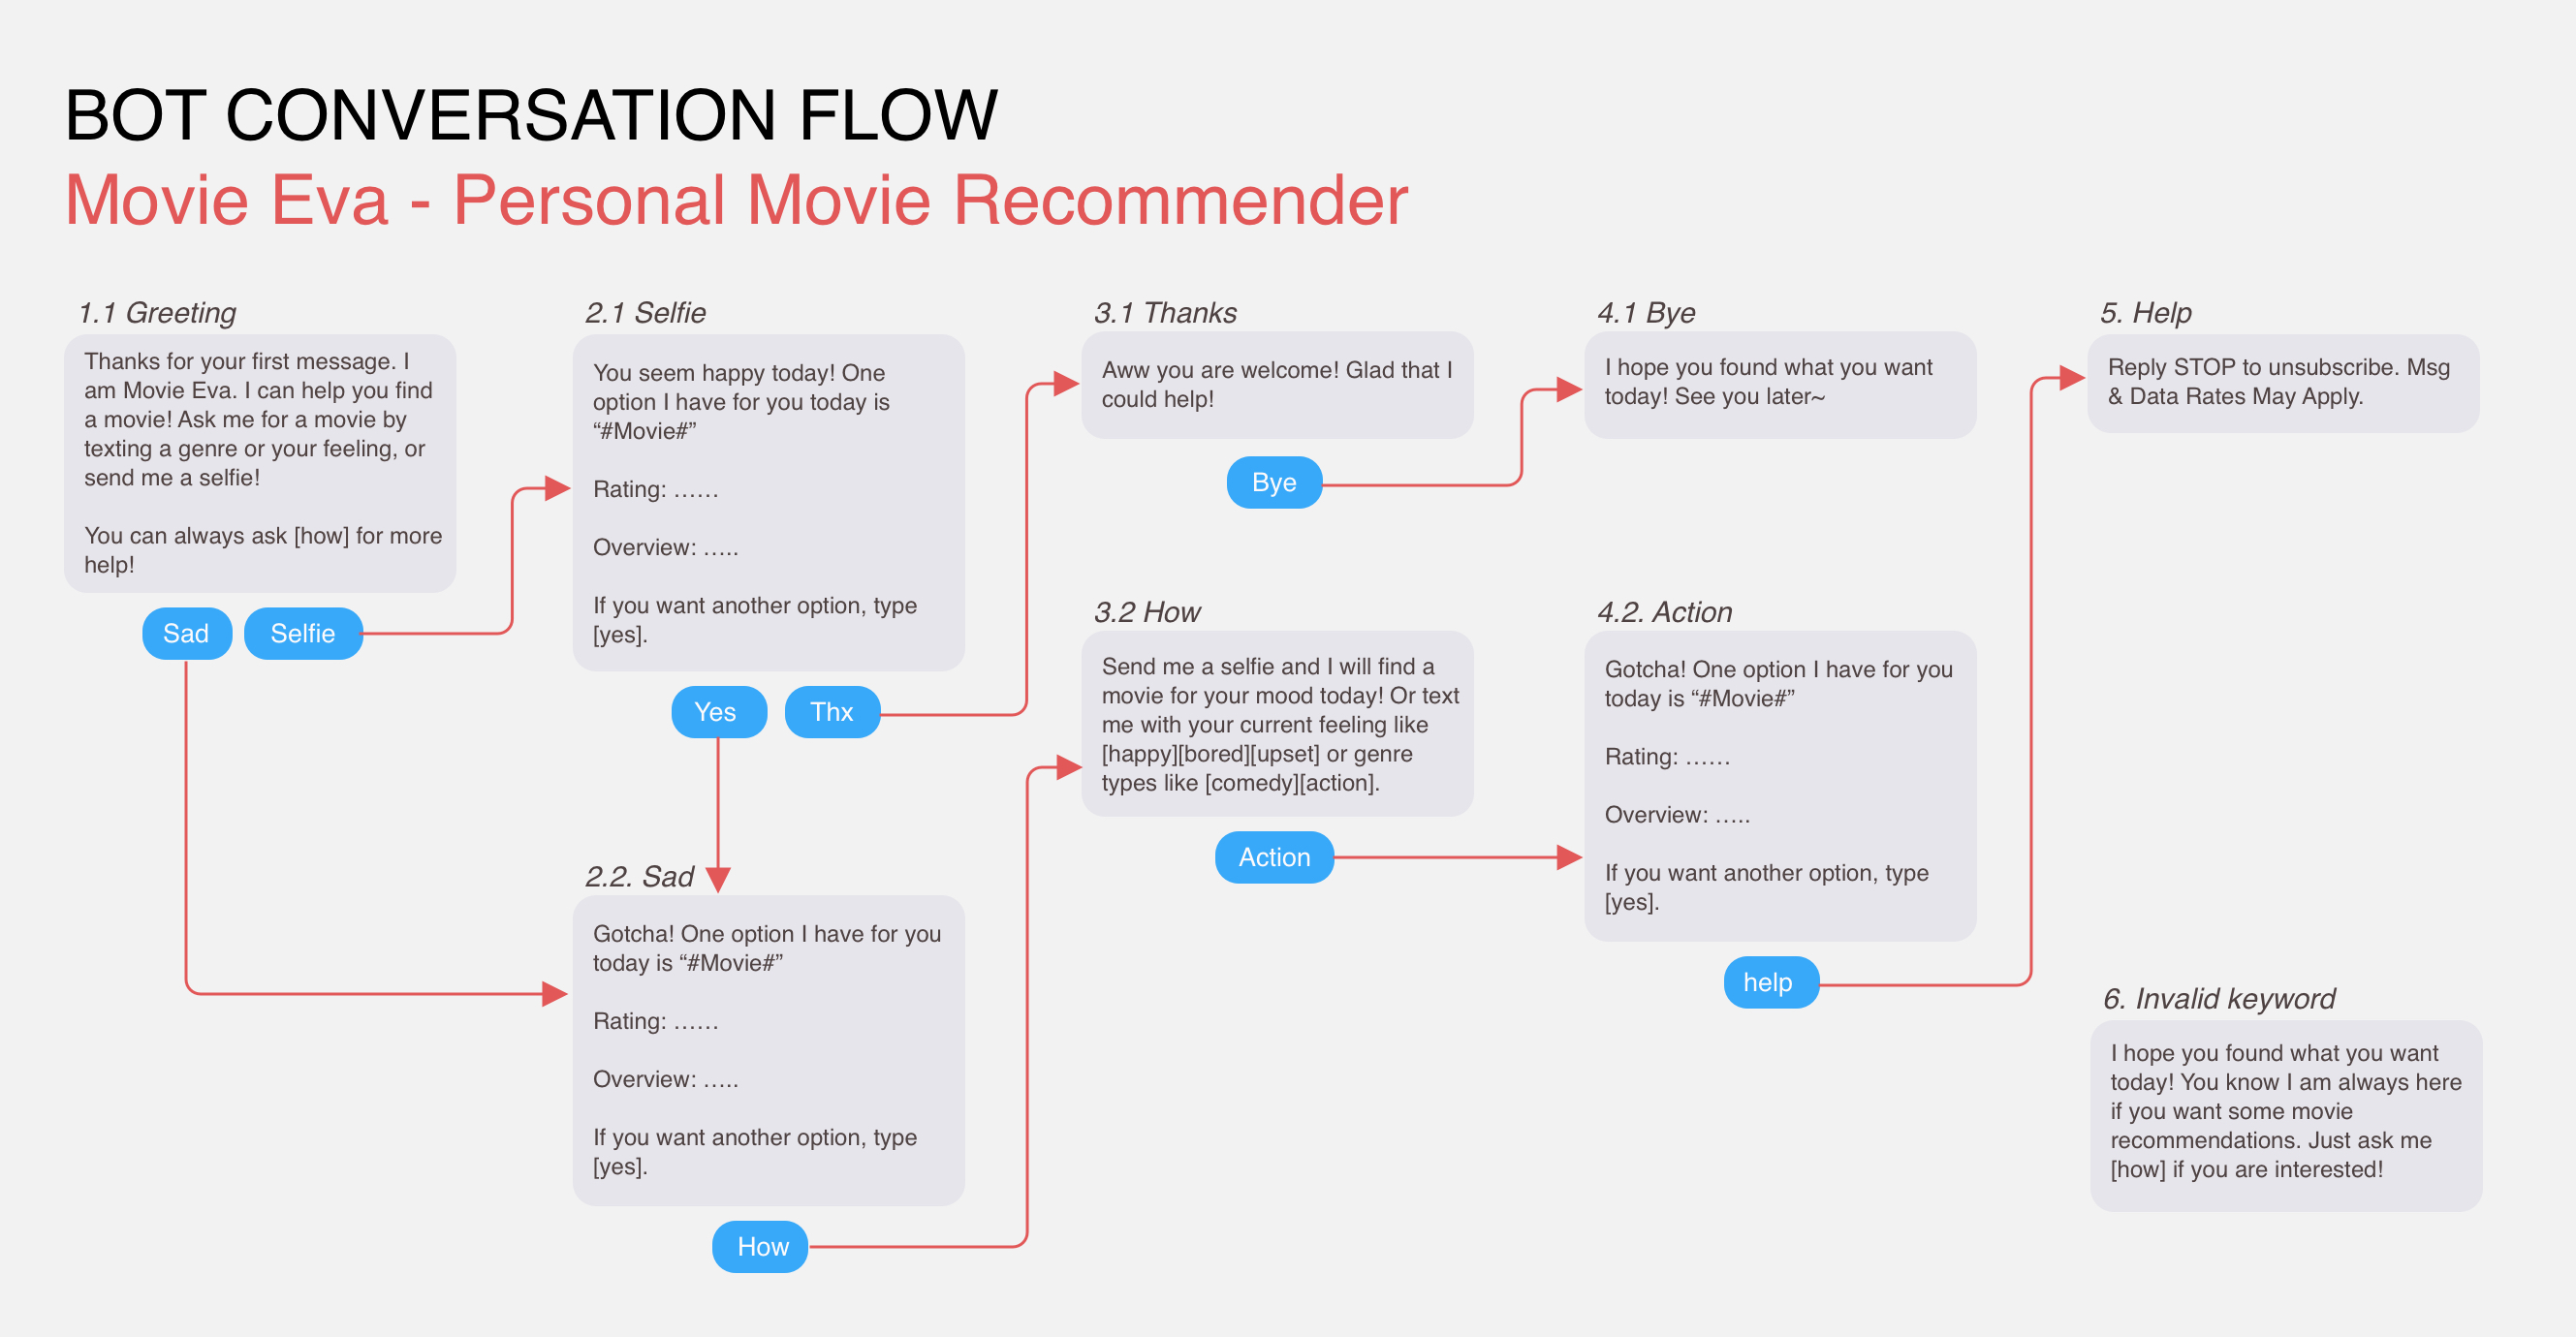 BOT CONVERSATION FLOW
Movie Eva - Personal Movie Recommender
1.1 Greeting
Thanks for your first message. I
am Movie Eva. I can help you find
a movie! Ask me for a movie by
texting a genre or your feeling, or
send me a selfie!
You can always ask [how] for more
help!
Sad
Selfie
2.1 Selfie
You seem happy today! One
option I have for you today is
“#Movie#”
Rating: ……
Overview: …..
If you want another option, type
[yes].
Yes
Thx
2.2. Sad
Gotcha! One option I have for you
today is “#Movie#”
Rating: ……
Overview: …..
If you want another option, type
[yes].
How
3.1 Thanks
Aww you are welcome! Glad that I
could help!
Bye
3.2 How
Send me a selfie and I will find a
movie for your mood today! Or text
me with your current feeling like
[happy][bored][upset] or genre
types like [comedy][action].
Action
4.1 Bye
I hope you found what you want
today! See you later~
4.2. Action
Gotcha! One option I have for you
today is “#Movie#”
Rating: ……
Overview: …..
If you want another option, type
[yes].
help
5. Help
Reply STOP to unsubscribe. Msg
& Data Rates May Apply.
6. Invalid keyword
I hope you found what you want
today! You know I am always here
if you want some movie
recommendations. Just ask me
[how] if you are interested!